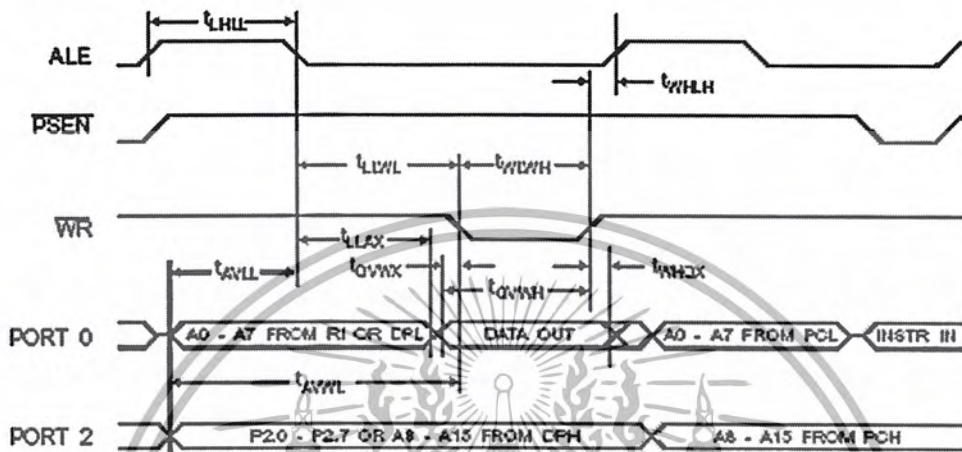 tLHLL
ALE
tWHLH
PSEN
tLLWL
tWLWH
WR
tLLAX
tAVLL
tQVWX
tWHQX
tQVWH
PORT 0
A0 - A7 FROM RI OR DPL
DATA OUT
A0 - A7 FROM PCL
INSTR IN
tAVWL
PORT 2
P2.0 - P2.7 OR A8 - A15 FROM DPH
A8 - A15 FROM PCH